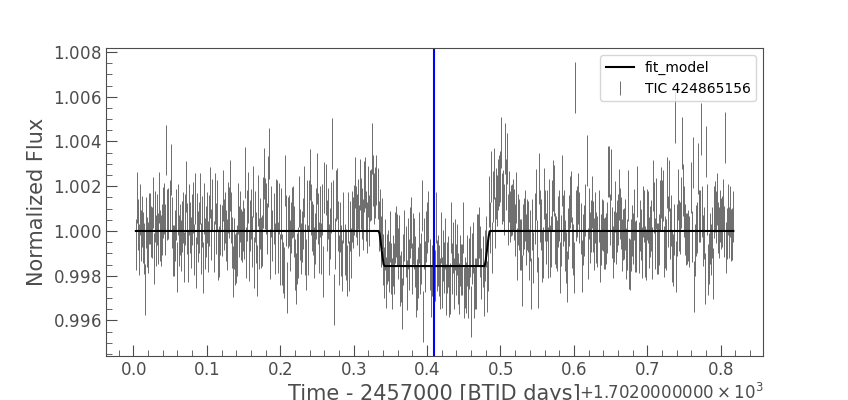 1.008
1.006
1.004
1.002
1.000
0.998
0.996
Normalized Flux
fit_model
TIC 424865156
0.0 0.1 0.2 0.3 0.4 0.5 0.6 0.7 0.8
Time - 2457000 [BTJD days]
+1.7020000000 × 10³